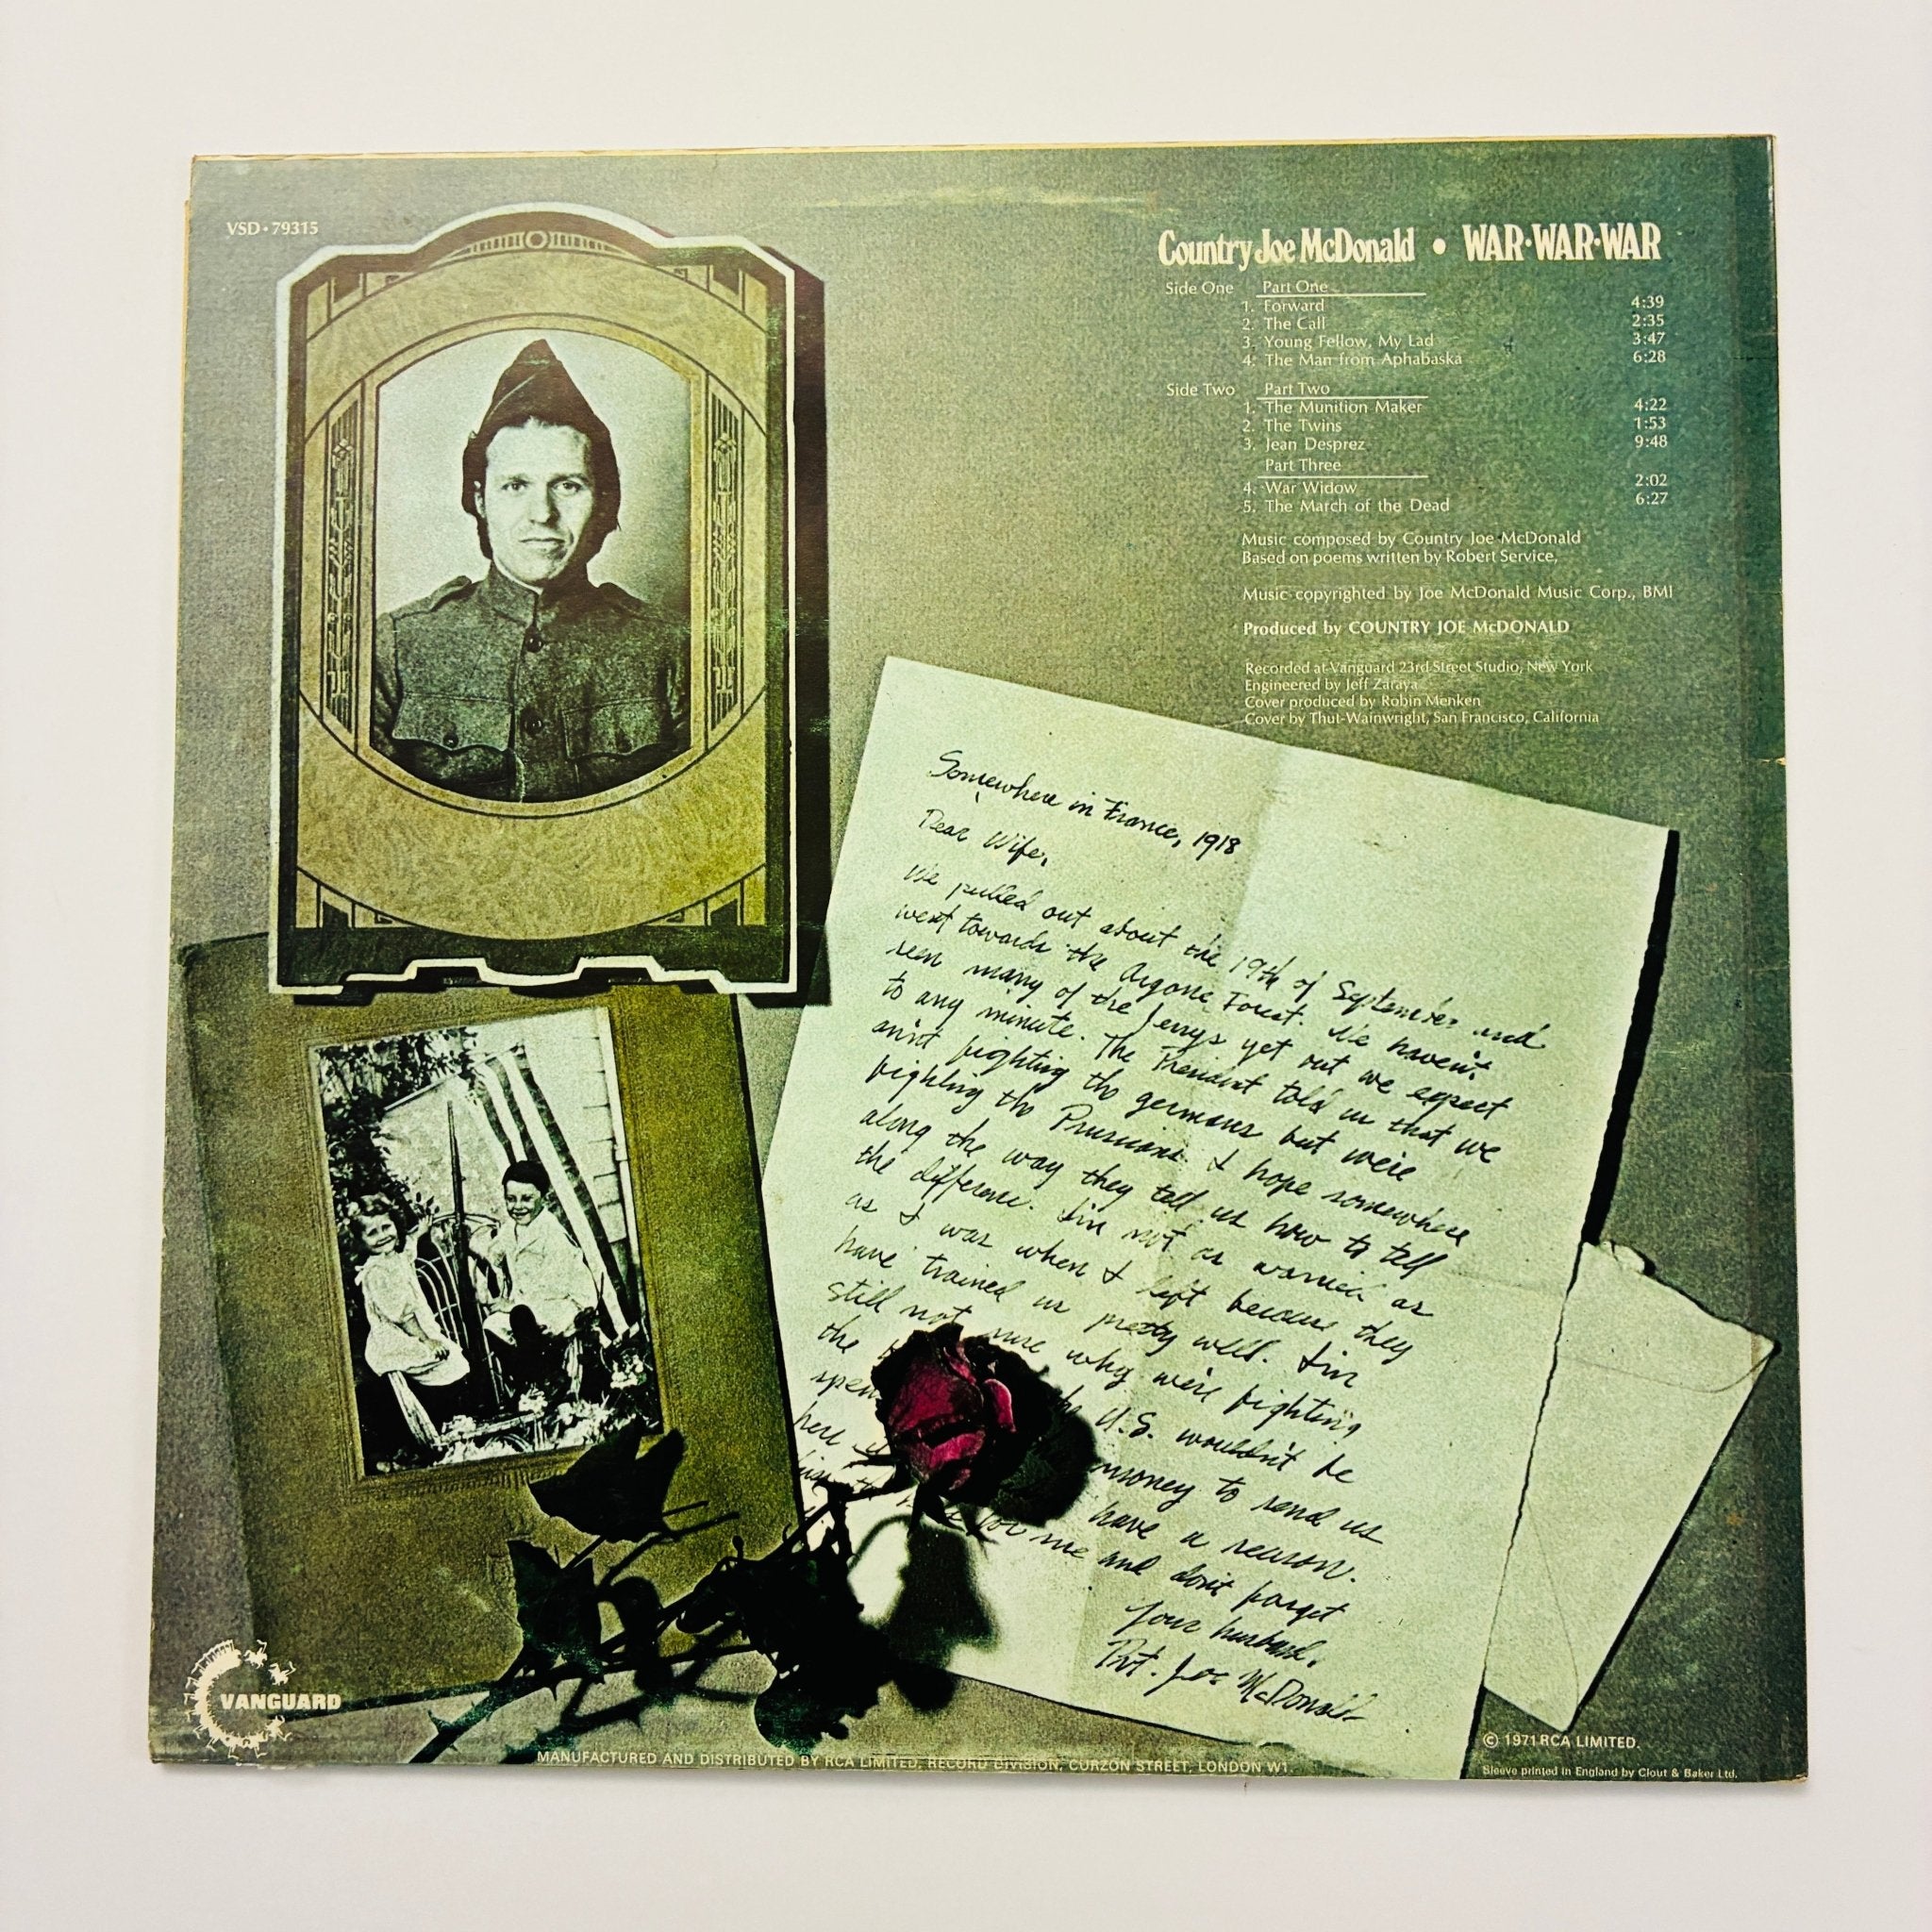 VSD • 79315
Country Joe McDonald • WAR•WAR•WAR
Side One Part One
1. Forward 4:39
2. The Call 2:35
3. Young Fellow, My Lad 3:47
4. The Man from Aphabaska 6:28
Side Two Part Two
1. The Munition Maker 4:22
2. The Twins 1:53
3. Jean Desprez 9:48
Part Three
4. War Widow 2:02
5. The March of the Dead 6:27
Music composed by Country Joe McDonald
Based on poems written by Robert Service,
Music copyrighted by Joe McDonald Music Corp., BMI
Produced by COUNTRY JOE McDONALD
Recorded at Vanguard 23rd Street Studio, New York
Engineered by Jeff Zaraya
Cover produced by Robin Menken
Cover by Thut-Wainwright, San Francisco, California
Somewhere in France, 1918
Dear Wife,
We pulled out about the 19th of September and
went towards the Argone Forest. We haven't
seen many of the Jerrys yet but we expect
to any minute. The President told us that we
ain't fighting the germans but we're
fighting the Prussians. I hope somewhere
along the way they tell us how to tell
the difference. I'm not as worried as
as I was when I left because they
have trained us pretty well. I'm
still not sure why we're fighting
the U.S. wouldn't be
money to send us
here have a reason.
for me and don't forget
Your husband,
Pvt. Joe McDonald
VANGUARD
MANUFACTURED AND DISTRIBUTED BY RCA LIMITED, RECORD DIVISION, CURZON STREET, LONDON W1
© 1971 RCA LIMITED.
Sleeve printed in England by Clout & Baker Ltd.